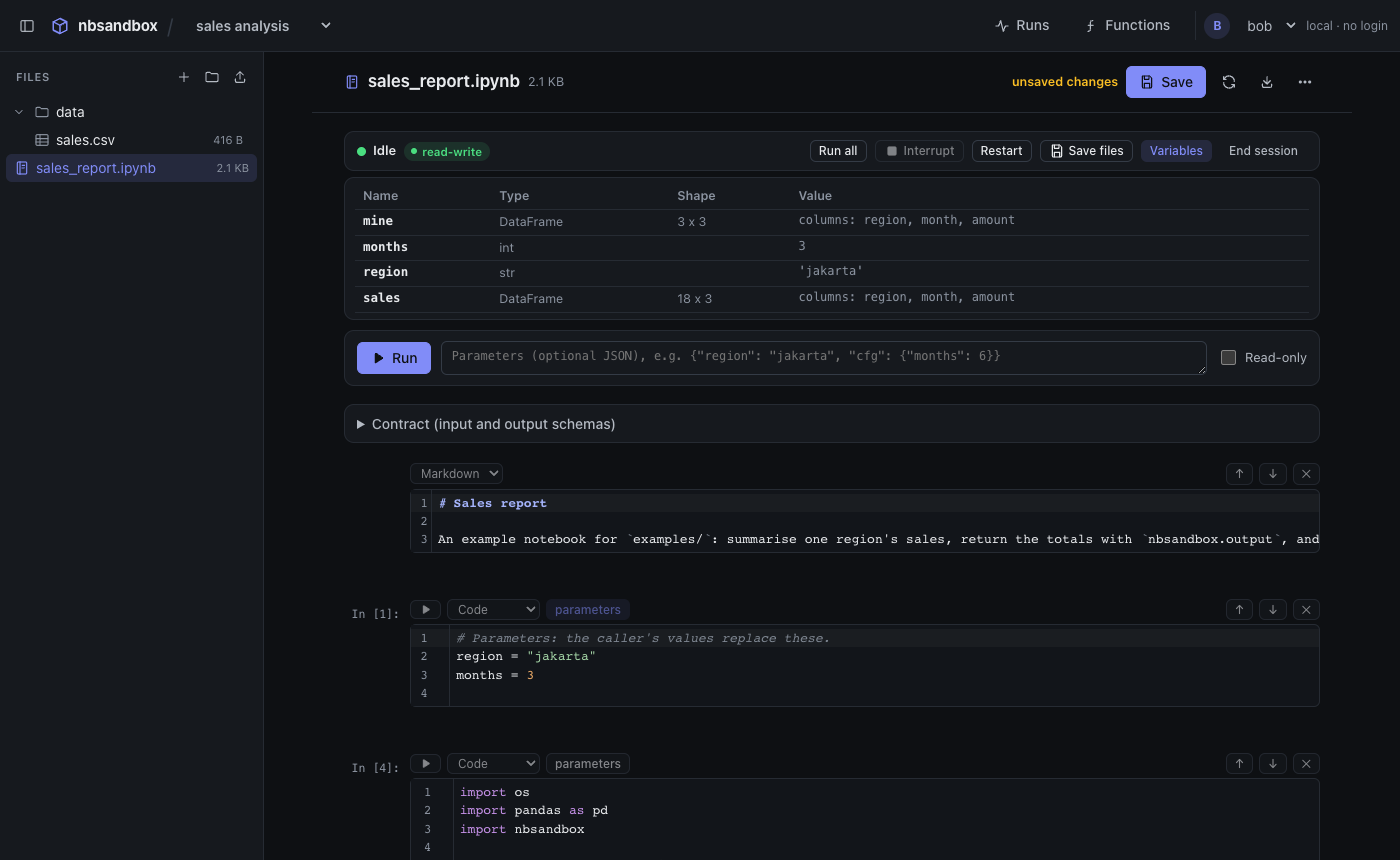 nbsandbox / sales analysis
Runs
Functions
B bob local · no login
FILES
data
sales.csv 416 B
sales_report.ipynb 2.1 KB
sales_report.ipynb 2.1 KB
unsaved changes Save
Idle read-write Run all Interrupt Restart Save files Variables End session
Name Type Shape Value
mine DataFrame 3 x 3 columns: region, month, amount
months int 3
region str 'jakarta'
sales DataFrame 18 x 3 columns: region, month, amount
Run Parameters (optional JSON), e.g. {"region": "jakarta", "cfg": {"months": 6}} Read-only
Contract (input and output schemas)
Markdown
1 # Sales report
2
3 An example notebook for `examples/`: summarise one region's sales, return the totals with `nbsandbox.output`, and
In [1]: Code parameters
1 # Parameters: the caller's values replace these.
2 region = "jakarta"
3 months = 3
4
In [4]: Code parameters
1 import os
2 import pandas as pd
3 import nbsandbox
4